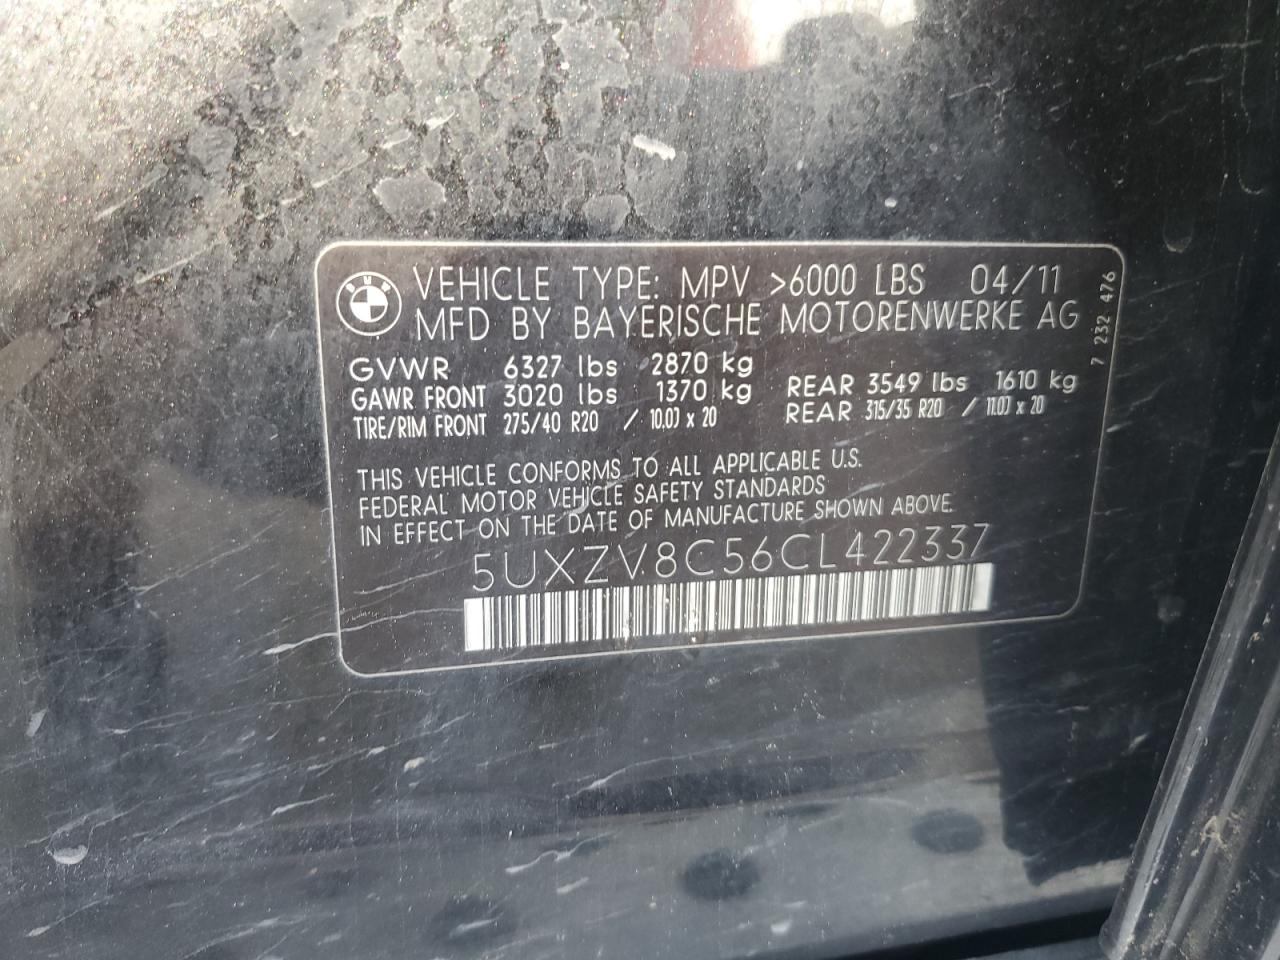 BMW
VEHICLE TYPE: MPV >6000 LBS 04/11
MFD BY BAYERISCHE MOTORENWERKE AG
GVWR 6327 lbs 2870 kg
GAWR FRONT 3020 lbs 1370 kg REAR 3549 lbs 1610 kg
TIRE/RIM FRONT 275/40 R20 / 10.0J x 20 REAR 315/35 R20 / 11.0J x 20
THIS VEHICLE CONFORMS TO ALL APPLICABLE U.S.
FEDERAL MOTOR VEHICLE SAFETY STANDARDS
IN EFFECT ON THE DATE OF MANUFACTURE SHOWN ABOVE.
5UXZV8C56CL422337
7 232 476